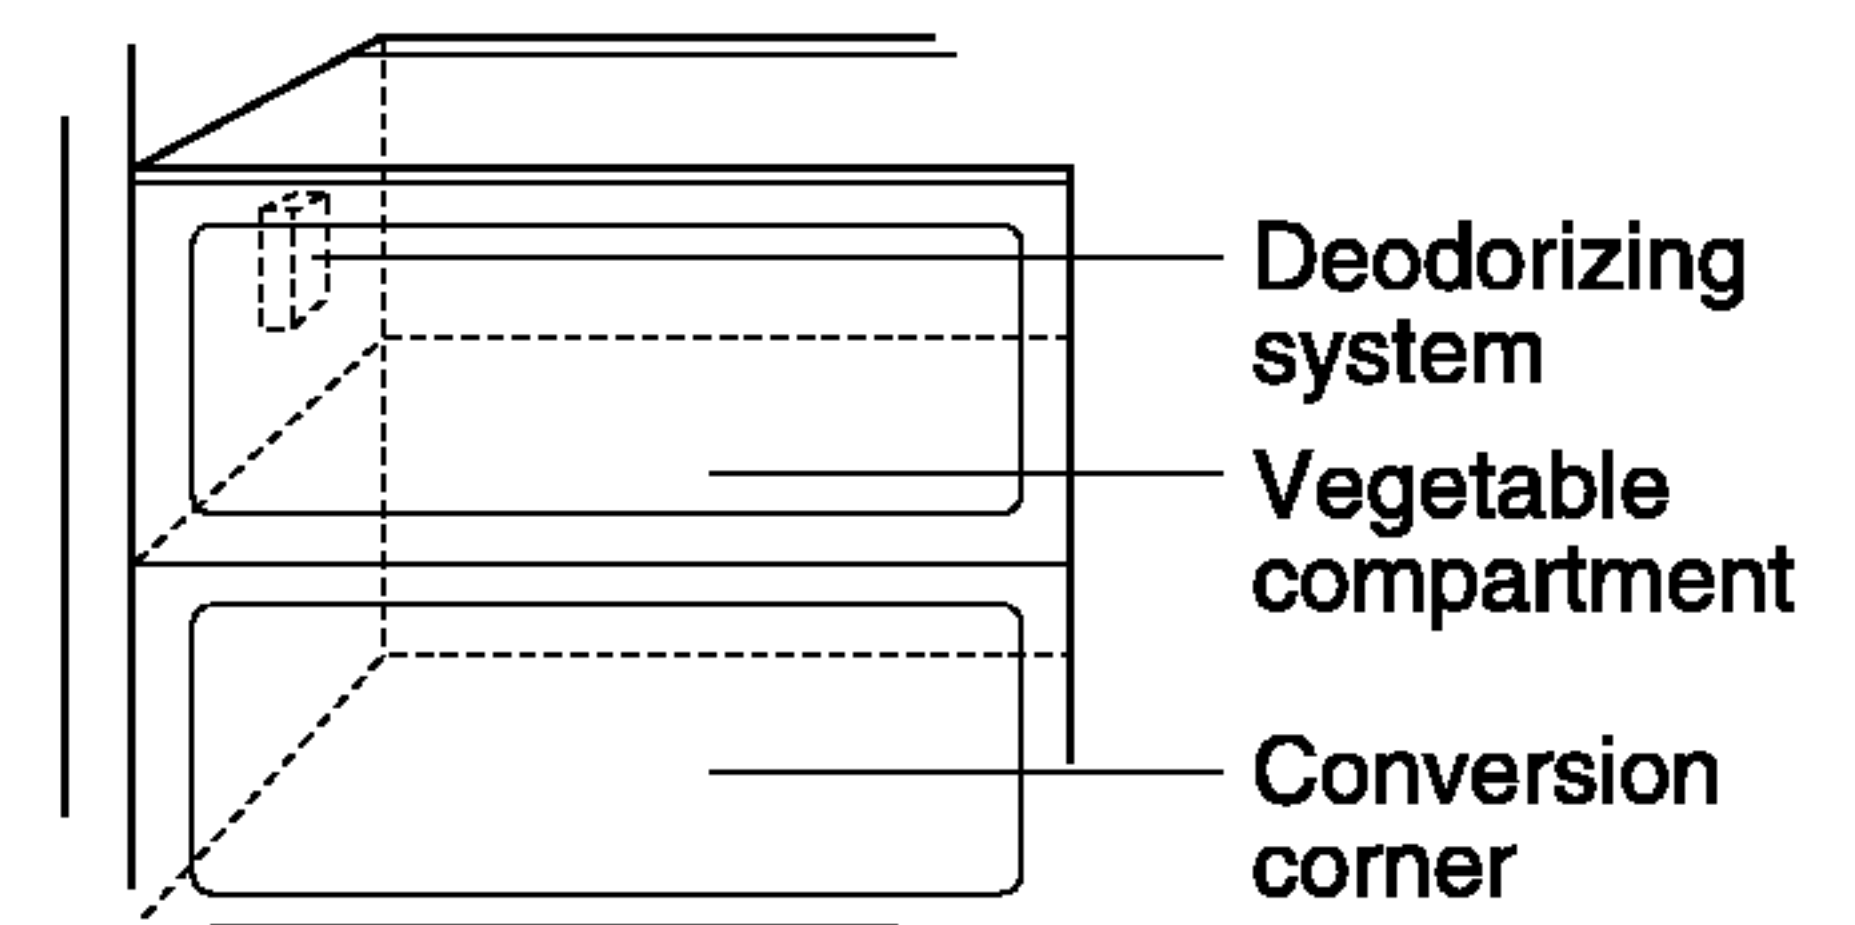 Deodorizing
system
Vegetable
compartment
Conversion
corner